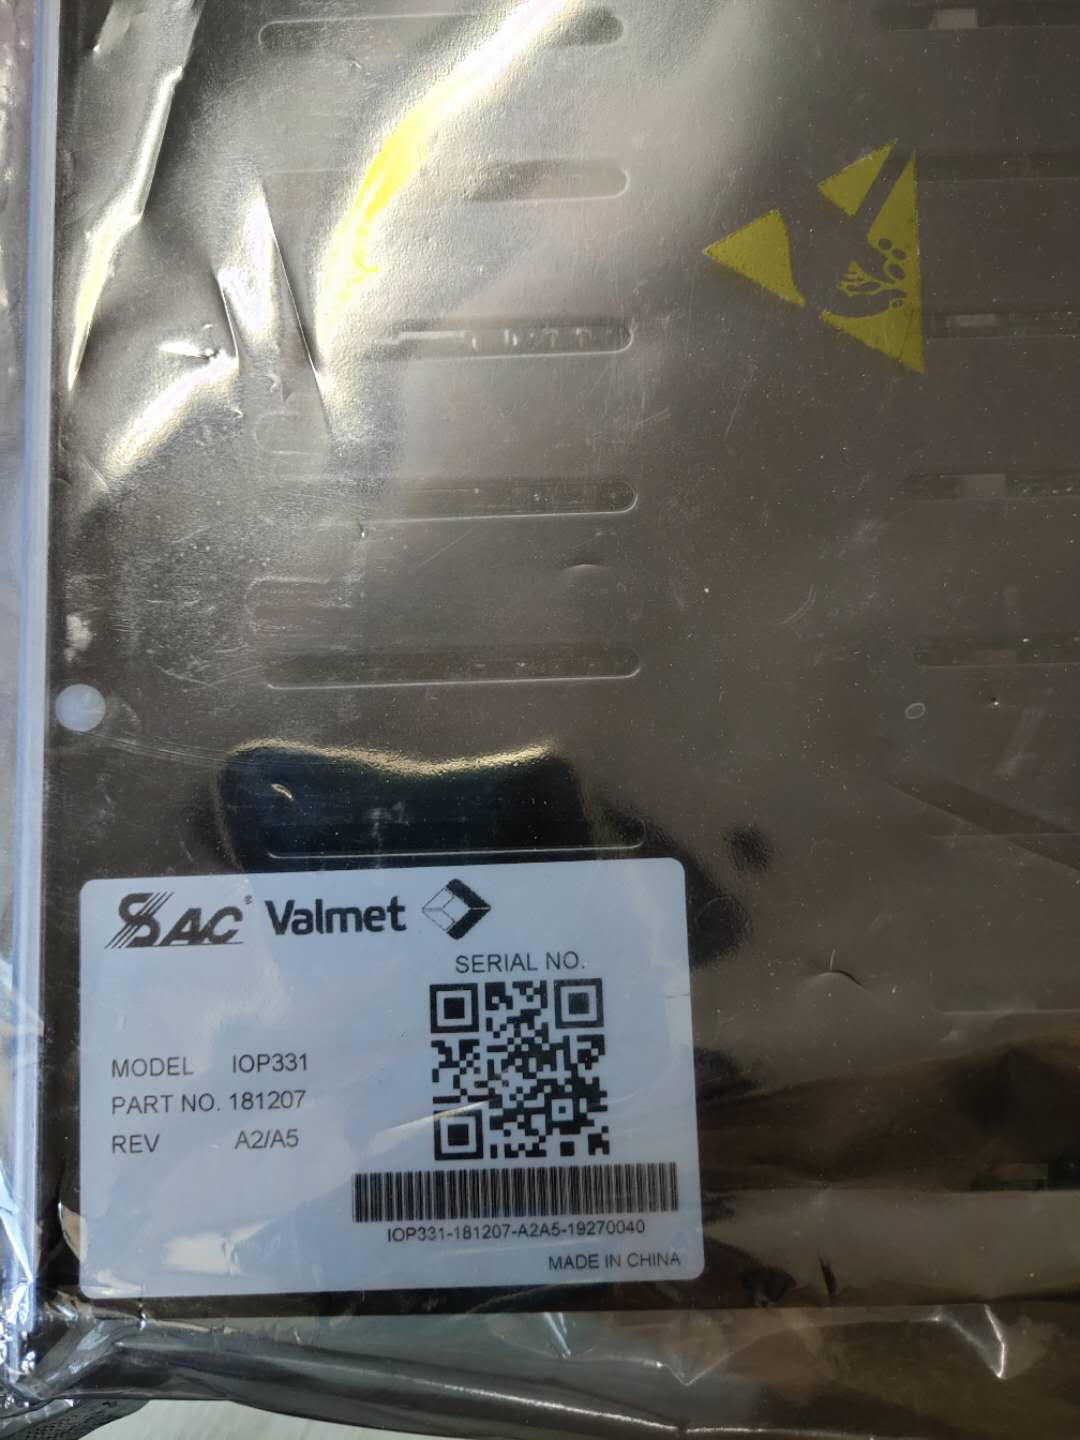 SAC® Valmet
SERIAL NO.
MODEL IOP331
PART NO. 181207
REV A2/A5
IOP331-181207-A2A5-19270040
MADE IN CHINA